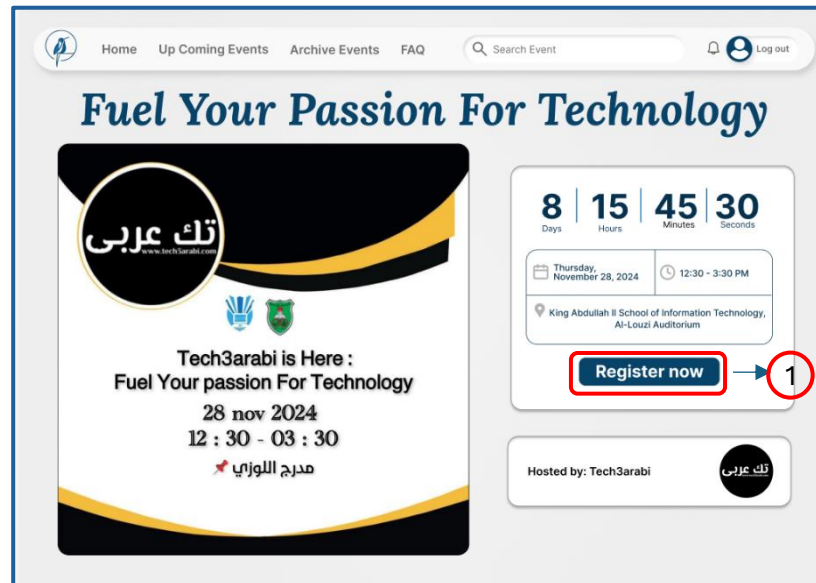 Home Up Coming Events Archive Events FAQ Search Event Log out
Fuel Your Passion For Technology
تك عربى
www.tech3arabi.com
Tech3arabi is Here :
Fuel Your passion For Technology
28 nov 2024
12 : 30 - 03 : 30
مدرج اللوزي
8 15 45 30
Days Hours Minutes Seconds
Thursday,
November 28, 2024
12:30 - 3:30 PM
King Abdullah II School of Information Technology,
Al-Louzi Auditorium
Register now
1
Hosted by: Tech3arabi
تك عربى